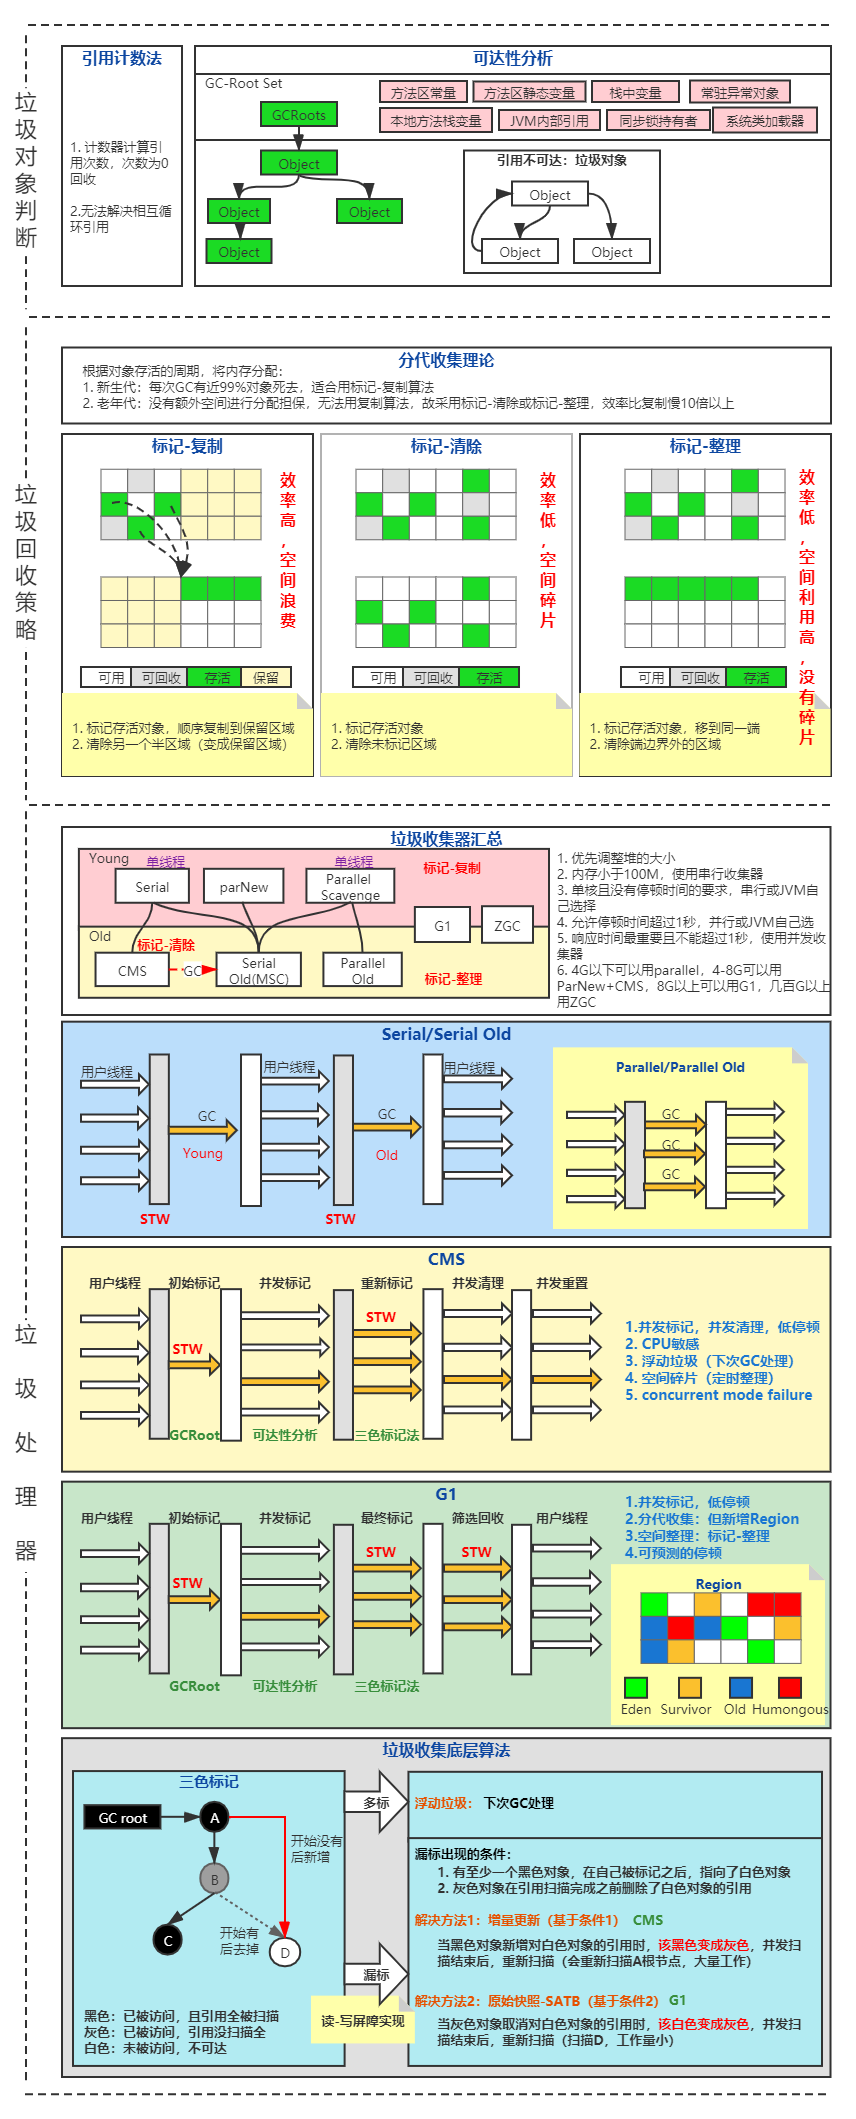 垃圾对象判断
引用计数法
1. 计数器计算引
用次数，次数为0
回收
2.无法解决相互循
环引用
可达性分析
GC-Root Set
方法区常量
方法区静态变量
栈中变量
常驻异常对象
本地方法栈变量
JVM内部引用
同步锁持有者
系统类加载器
GCRoots
Object
Object
Object
Object
引用不可达：垃圾对象
Object
Object
Object
垃圾回收策略
分代收集理论
根据对象存活的周期，将内存分配：
1. 新生代：每次GC有近99%对象死去，适合用标记-复制算法
2. 老年代：没有额外空间进行分配担保，无法用复制算法，故采用标记-清除或标记-整理，效率比复制慢10倍以上
标记-复制
效率高，空间浪费
可用
可回收
存活
保留
1. 标记存活对象，顺序复制到保留区域
2. 清除另一个半区域（变成保留区域）
标记-清除
效率低，空间碎片
可用
可回收
存活
1. 标记存活对象
2. 清除未标记区域
标记-整理
效率低，空间利用高，没有碎片
可用
可回收
存活
1. 标记存活对象，移到同一端
2. 清除端边界外的区域
垃圾处理器
垃圾收集器汇总
Young
单线程
单线程
标记-复制
Serial
parNew
Parallel
Scavenge
G1
ZGC
Old
标记-清除
CMS
GC
Serial
Old(MSC)
Parallel
Old
标记-整理
1. 优先调整堆的大小
2. 内存小于100M，使用串行收集器
3. 单核且没有停顿时间的要求，串行或JVM自
己选择
4. 允许停顿时间超过1秒，并行或JVM自己选
5. 响应时间最重要且不能超过1秒，使用并发收
集器
6. 4G以下可以用parallel，4-8G可以用
ParNew+CMS，8G以上可以用G1，几百G以上
用ZGC
Serial/Serial Old
用户线程
用户线程
用户线程
GC
Young
GC
Old
STW
STW
Parallel/Parallel Old
GC
GC
GC
CMS
用户线程
初始标记
并发标记
重新标记
并发清理
并发重置
STW
STW
GCRoot
可达性分析
三色标记法
1.并发标记，并发清理，低停顿
2. CPU敏感
3. 浮动垃圾（下次GC处理）
4. 空间碎片（定时整理）
5. concurrent mode failure
G1
用户线程
初始标记
并发标记
最终标记
筛选回收
用户线程
STW
STW
STW
GCRoot
可达性分析
三色标记法
1.并发标记，低停顿
2.分代收集：但新增Region
3.空间整理：标记-整理
4.可预测的停顿
Region
Eden
Survivor
Old
Humongous
垃圾收集底层算法
三色标记
GC root
A
B
C
D
开始没有
后新增
开始有
后去掉
黑色：已被访问，且引用全被扫描
灰色：已被访问，引用没扫描全
白色：未被访问，不可达
多标
漏标
读-写屏障实现
浮动垃圾： 下次GC处理
漏标出现的条件：
1. 有至少一个黑色对象，在自己被标记之后，指向了白色对象
2. 灰色对象在引用扫描完成之前删除了白色对象的引用
解决方法1：增量更新（基于条件1） CMS
当黑色对象新增对白色对象的引用时，该黑色变成灰色，并发扫
描结束后，重新扫描（会重新扫描A根节点，大量工作）
解决方法2：原始快照-SATB（基于条件2） G1
当灰色对象取消对白色对象的引用时，该白色变成灰色，并发扫
描结束后，重新扫描（扫描D，工作量小）